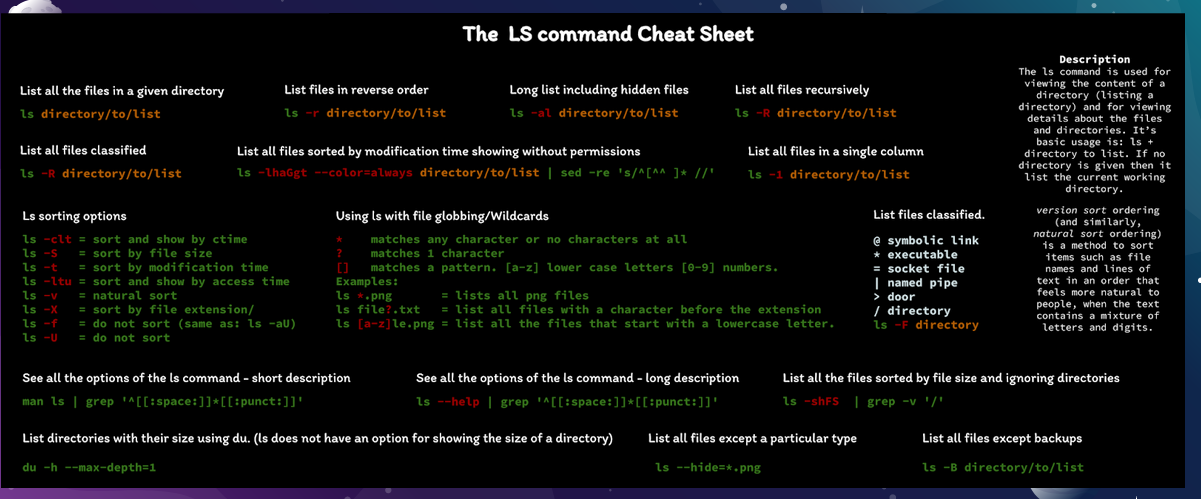 The LS command Cheat Sheet
Description
The ls command is used for
viewing the content of a
directory (listing a
directory) and for viewing
details about the files
and directories. It's
basic usage is: ls +
directory to list. If no
directory is given then it
list the current working
directory.
version sort ordering
(and similarly,
natural sort ordering)
is a method to sort
items such as file
names and lines of
text in an order that
feels more natural to
people, when the text
contains a mixture of
letters and digits.
List all the files in a given directory
ls directory/to/list
List files in reverse order
ls -r directory/to/list
Long list including hidden files
ls -al directory/to/list
List all files recursively
ls -R directory/to/list
List all files classified
ls -R directory/to/list
List all files sorted by modification time showing without permissions
ls -lhaGgt --color=always directory/to/list | sed -re 's/^[^^ ]* //'
List all files in a single column
ls -1 directory/to/list
Ls sorting options
ls -clt = sort and show by ctime
ls -S = sort by file size
ls -t = sort by modification time
ls -ltu = sort and show by access time
ls -v = natural sort
ls -X = sort by file extension/
ls -f = do not sort (same as: ls -aU)
ls -U = do not sort
Using ls with file globbing/Wildcards
* matches any character or no characters at all
? matches 1 character
[] matches a pattern. [a-z] lower case letters [0-9] numbers.
Examples:
ls *.png = lists all png files
ls file?.txt = list all files with a character before the extension
ls [a-z]le.png = list all the files that start with a lowercase letter.
List files classified.
@ symbolic link
* executable
= socket file
| named pipe
> door
/ directory
ls -F directory
See all the options of the ls command - short description
man ls | grep '^[[:space:]]*[[:punct:]]'
See all the options of the ls command - long description
ls --help | grep '^[[:space:]]*[[:punct:]]'
List all the files sorted by file size and ignoring directories
ls -shFS | grep -v '/'
List directories with their size using du. (ls does not have an option for showing the size of a directory)
du -h --max-depth=1
List all files except a particular type
ls --hide=*.png
List all files except backups
ls -B directory/to/list